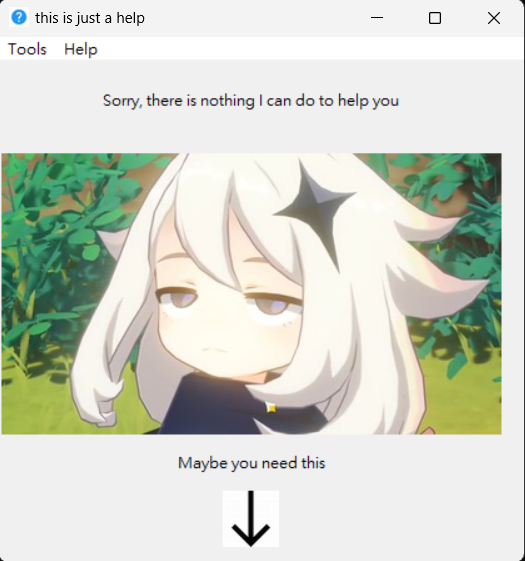 this is just a help
Tools Help
Sorry, there is nothing I can do to help you
Maybe you need this